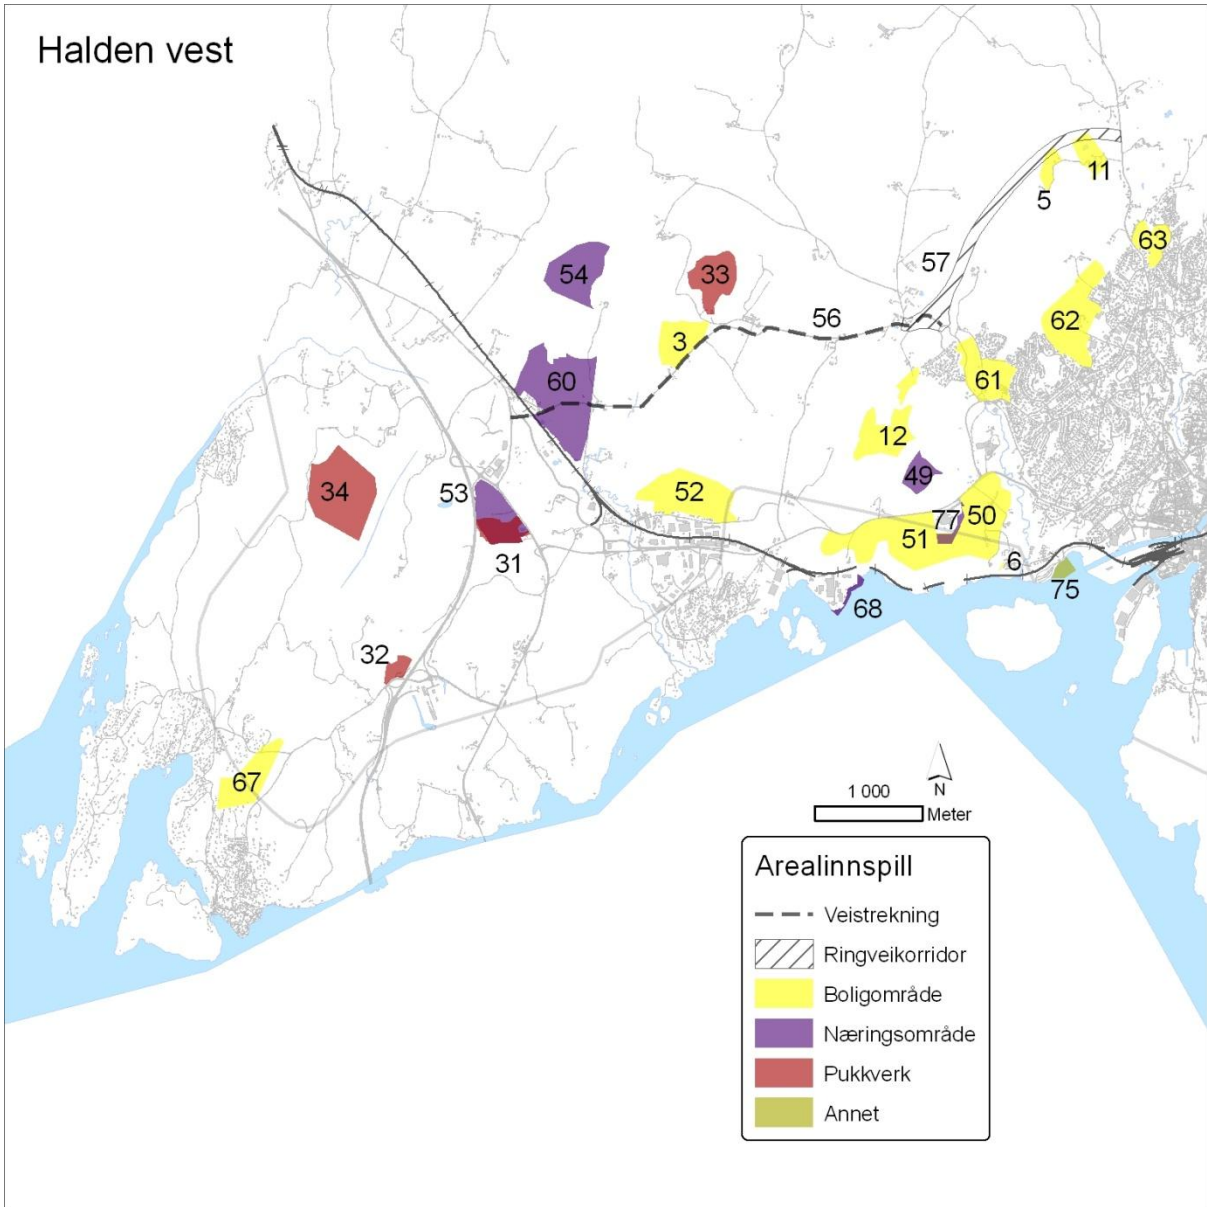 Halden vest
11
5
63
57
54
33
56
62
3
60
61
12
34
53
52
49
50
77
51
31
6
75
68
32
67
N
1 000
Meter
Arealinnspill
Veistrekning
Ringveikorridor
Boligområde
Næringsområde
Pukkverk
Annet